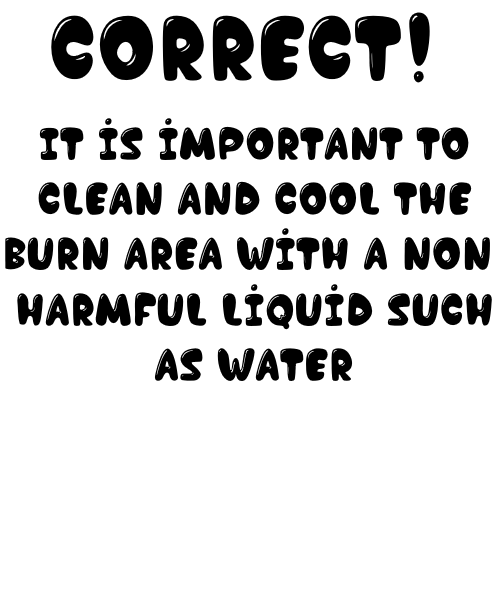 CORRECT!
IT IS IMPORTANT TO
CLEAN AND COOL THE
BURN AREA WITH A NON
HARMFUL LIQUID SUCH
AS WATER